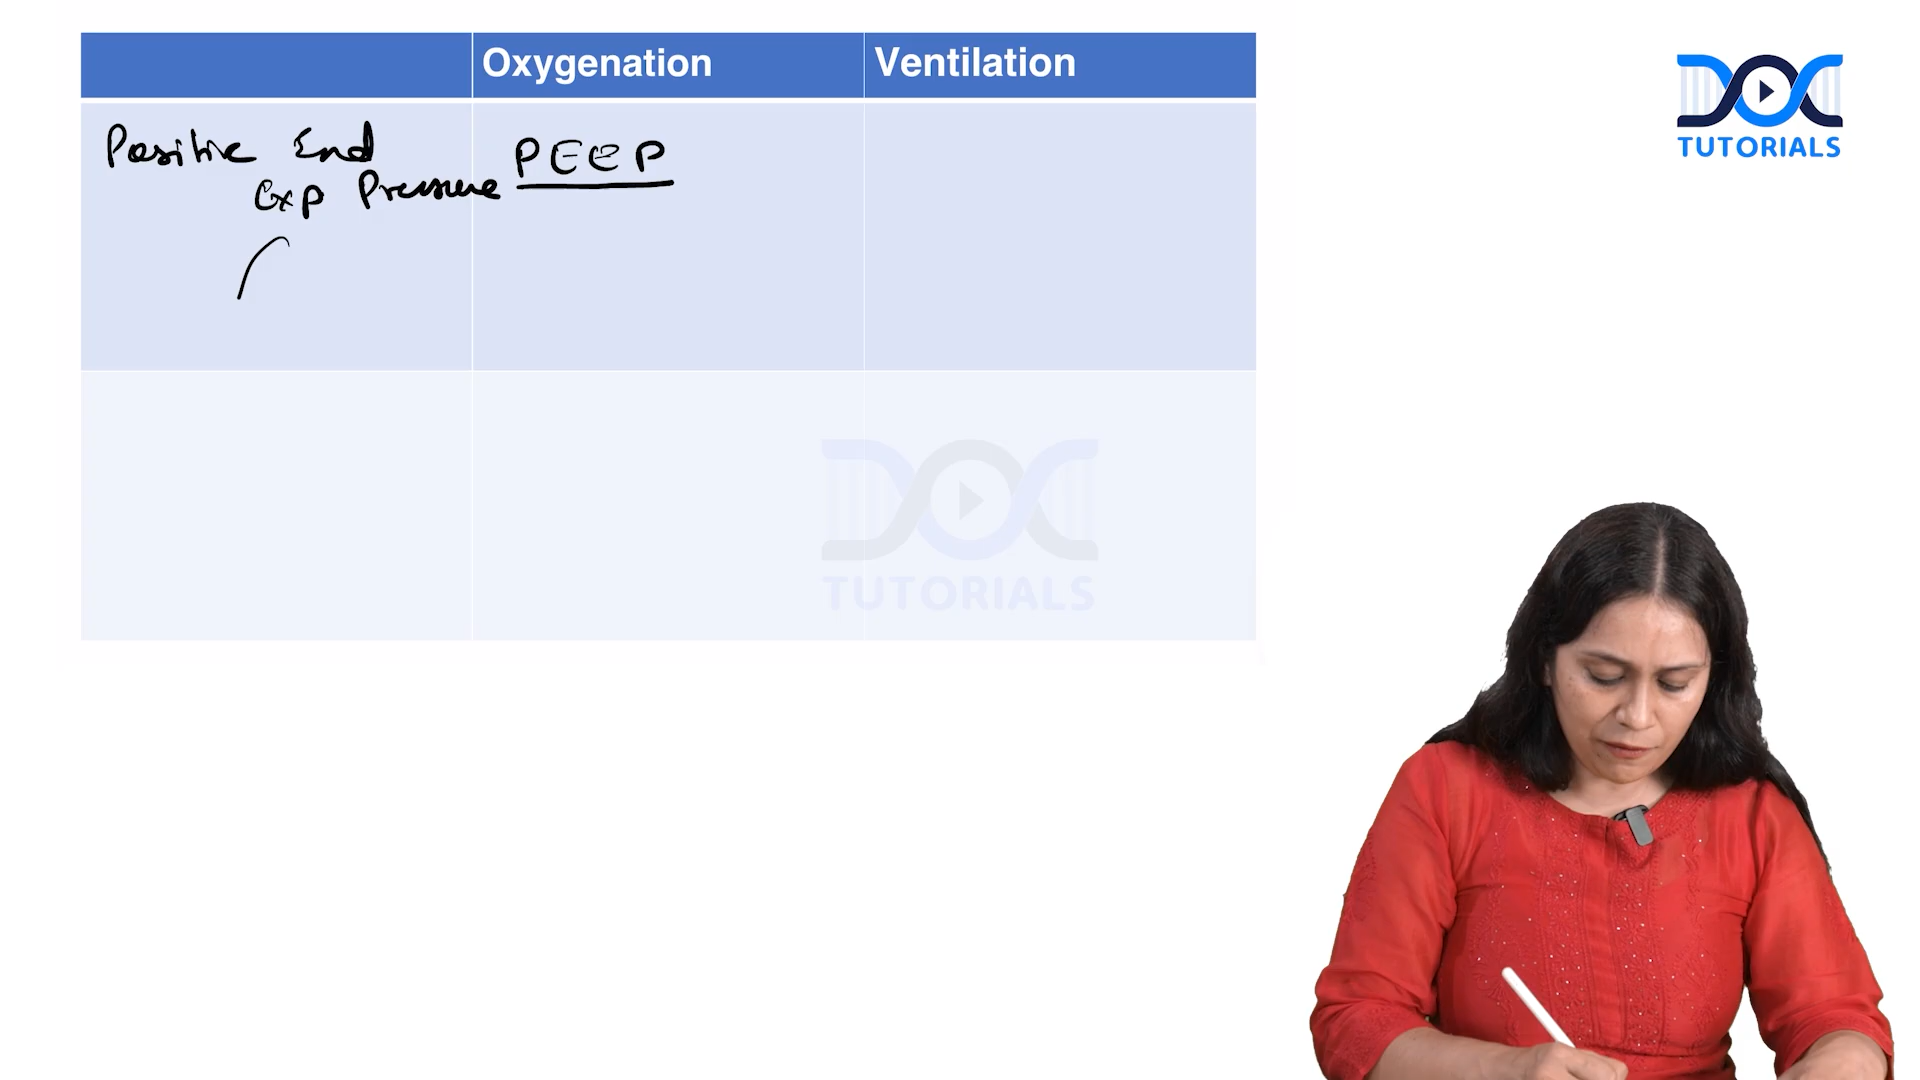 Oxygenation Ventilation
Positive End
Exp Pressure
PEEP
TUTORIALS
TUTORIALS